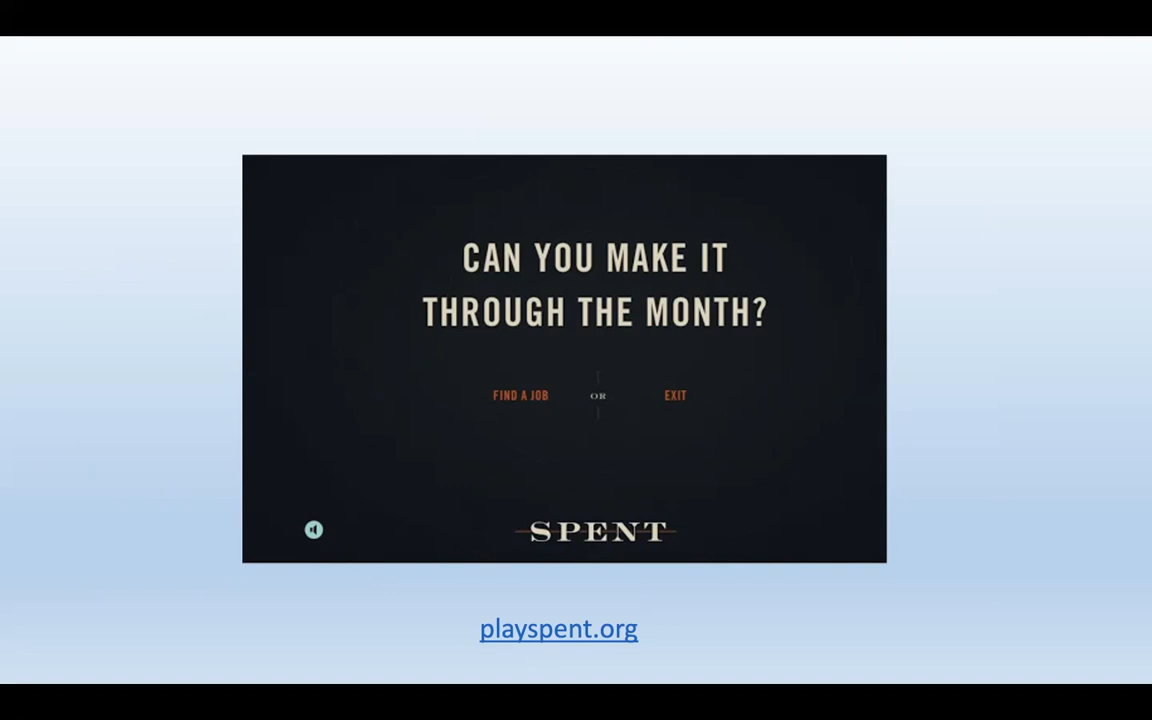 CAN YOU MAKE IT
THROUGH THE MONTH?
FIND A JOB OR EXIT
SPENT
playspent.org